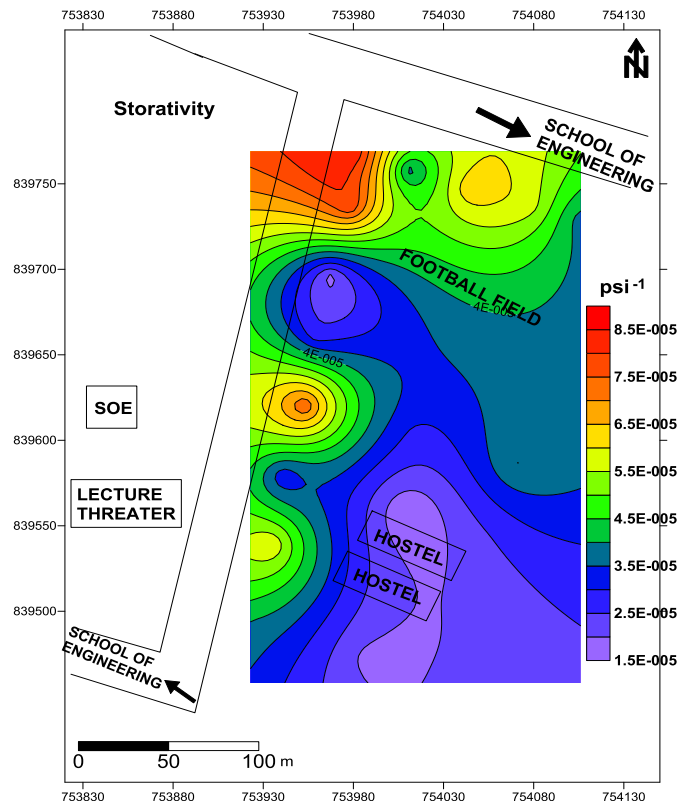 753830 753880 753930 753980 754030 754080 754130
N
Storativity
SCHOOL OF
ENGINEERING
839750
839700
839650
839600
839550
839500
FOOTBALL FIELD
4E-005
4E-005
psi -1
8.5E-005
7.5E-005
6.5E-005
5.5E-005
4.5E-005
3.5E-005
2.5E-005
1.5E-005
SOE
LECTURE
THREATER
HOSTEL
HOSTEL
SCHOOL OF
ENGINEERING
0 50 100 m
753830 753880 753930 753980 754030 754080 754130